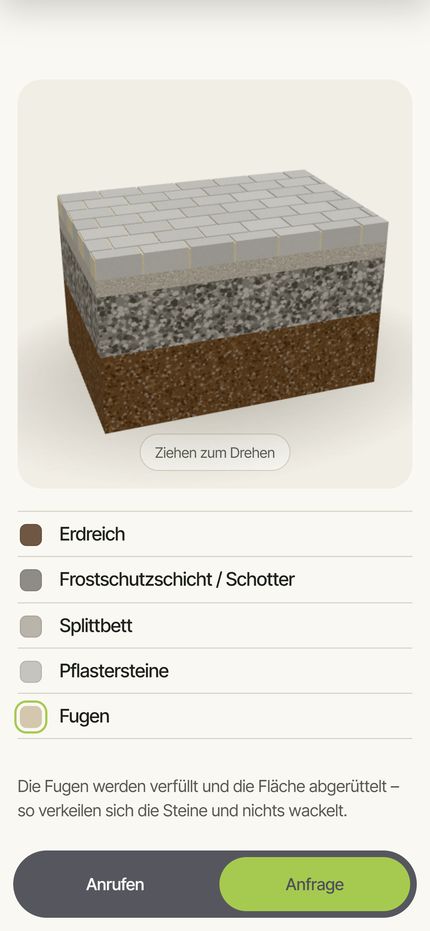 Ziehen zum Drehen
Erdreich
Frostschutzschicht / Schotter
Splittbett
Pflastersteine
Fugen
Die Fugen werden verfüllt und die Fläche abgerüttelt –
so verkeilen sich die Steine und nichts wackelt.
Anrufen
Anfrage